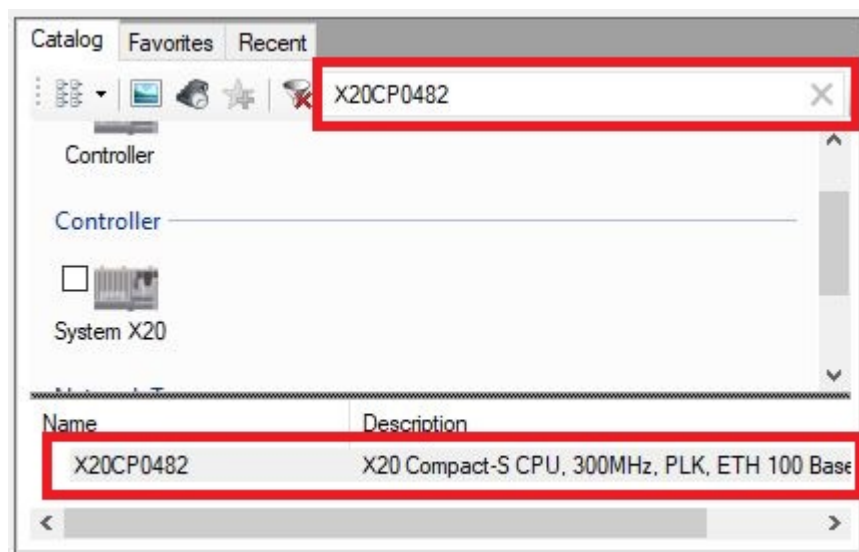 Catalog Favorites Recent
X20CP0482
Controller
Controller
System X20
Name Description
X20CP0482 X20 Compact-S CPU, 300MHz, PLK, ETH 100 Base